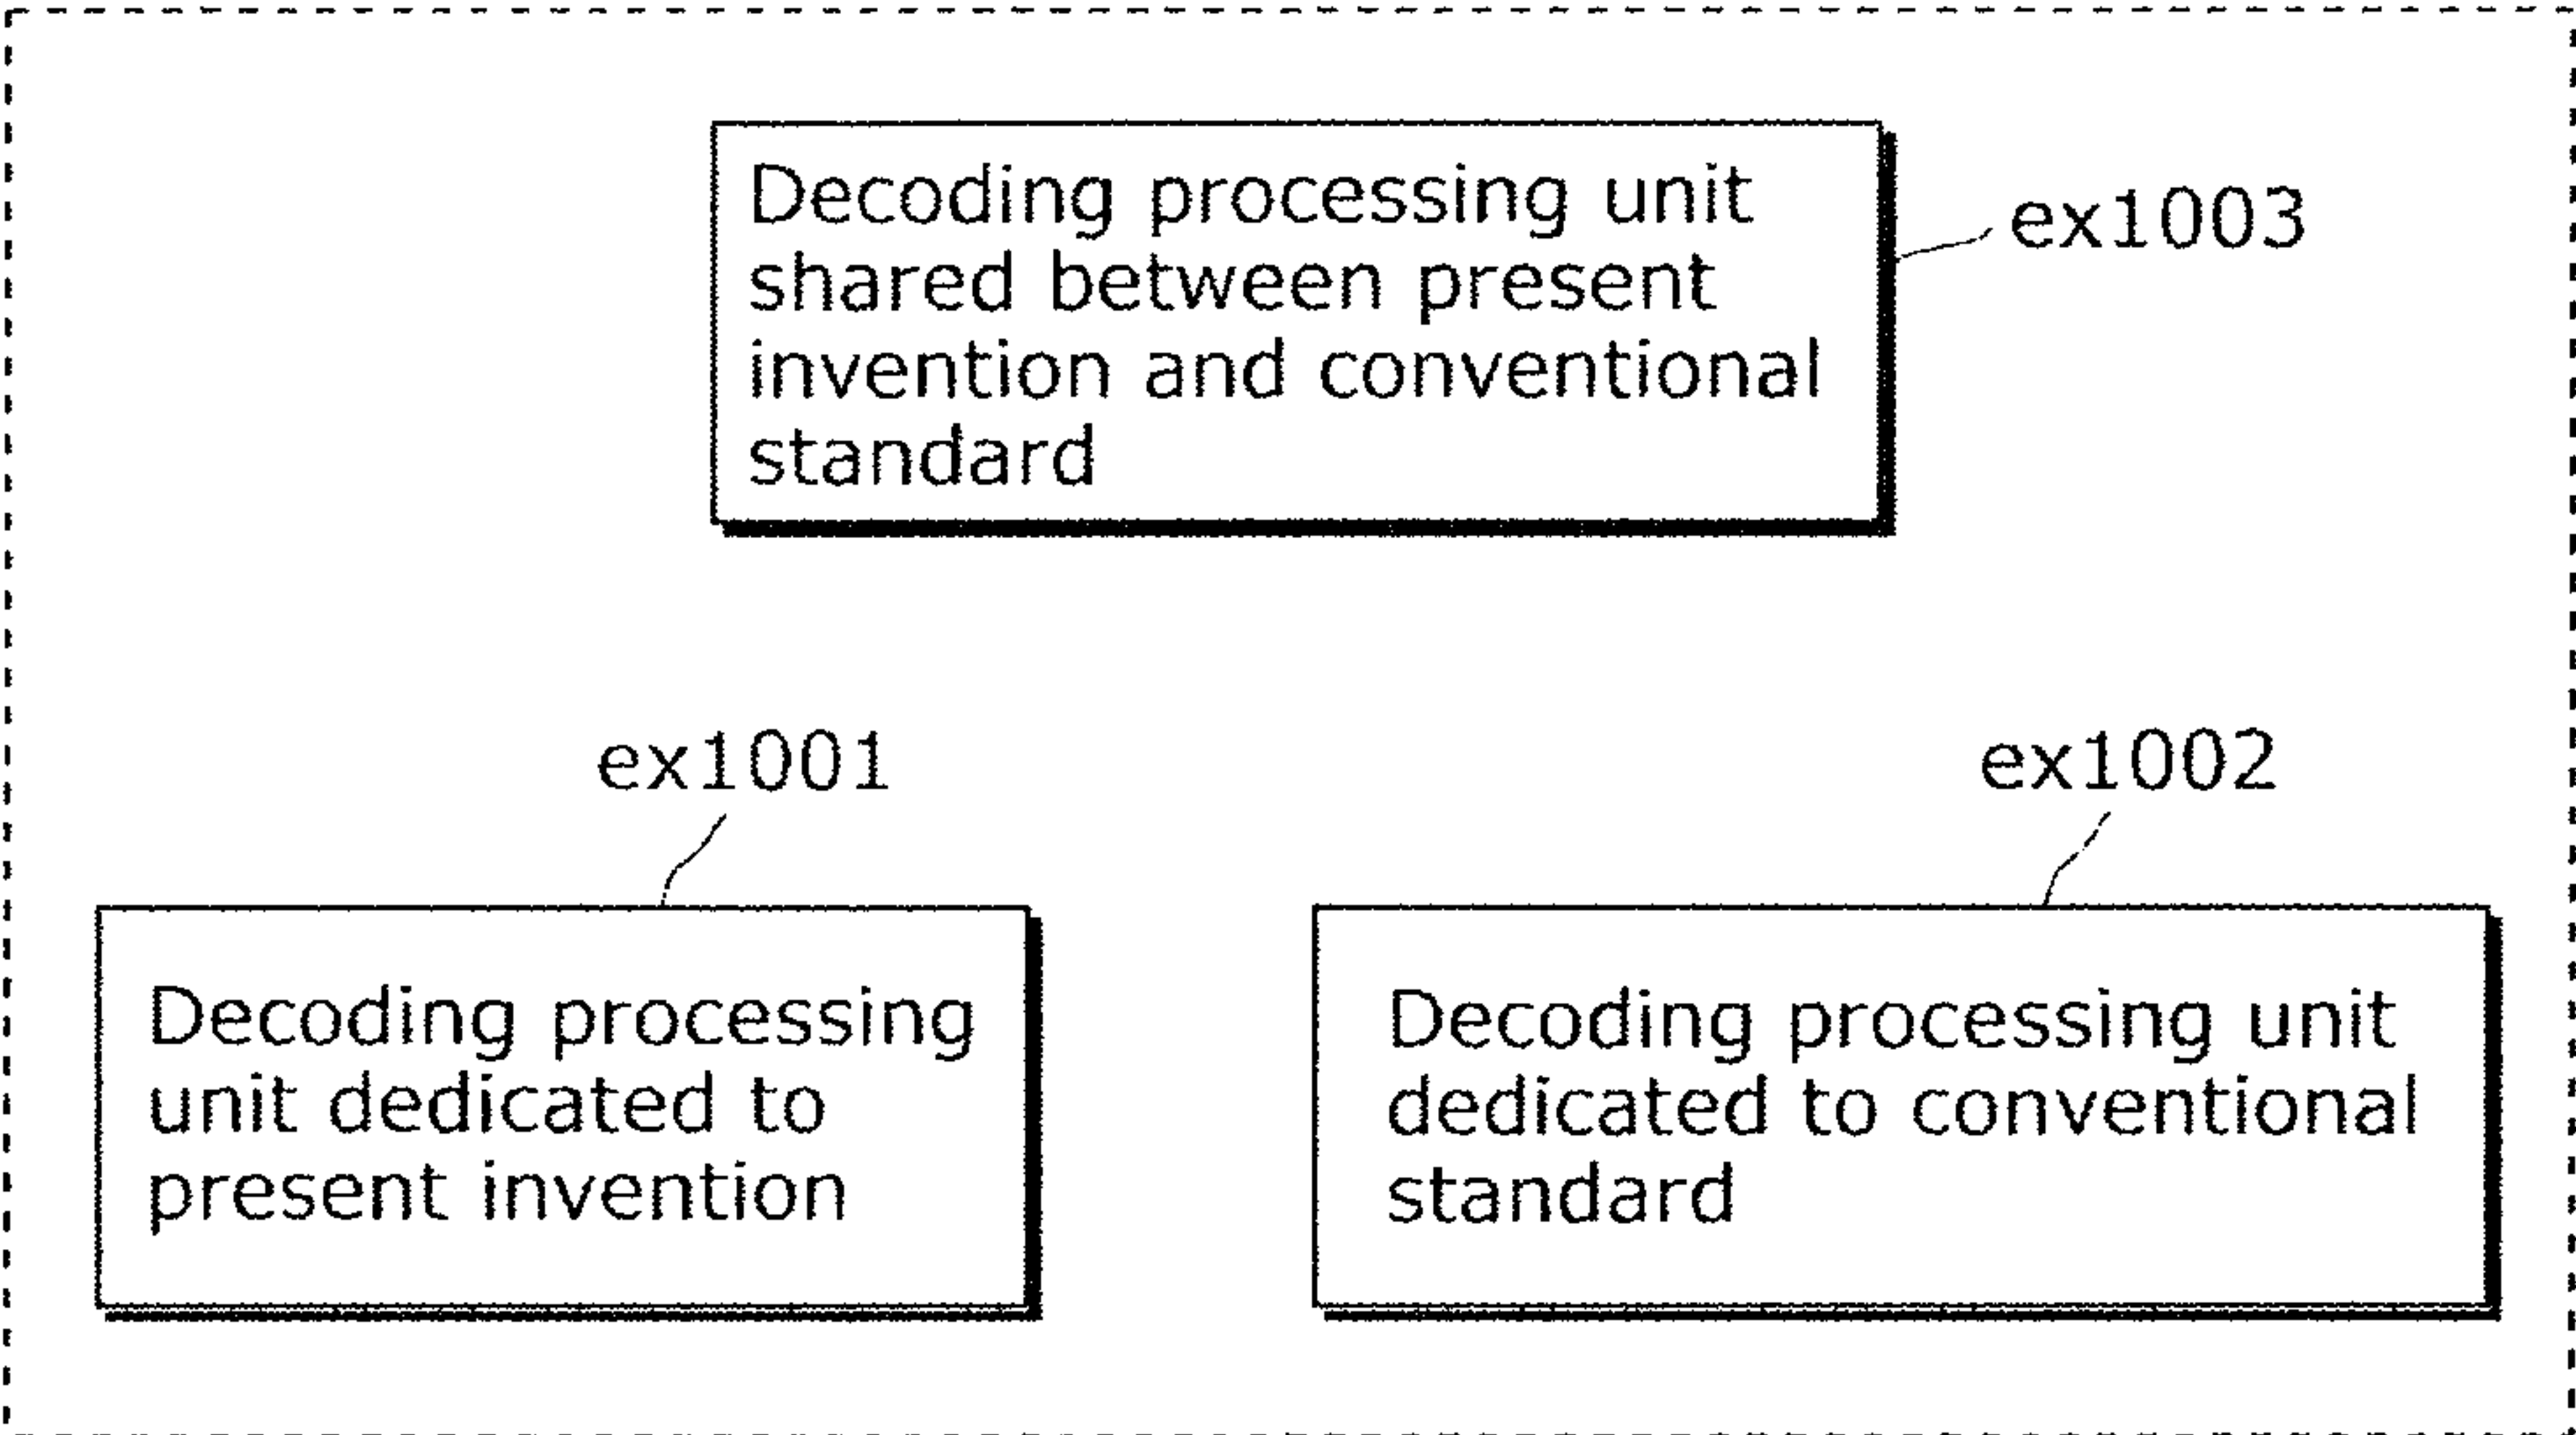 Decoding processing unit
shared between present
invention and conventional
standard
ex1003
ex1001
Decoding processing
unit dedicated to
present invention
ex1002
Decoding processing unit
dedicated to conventional
standard